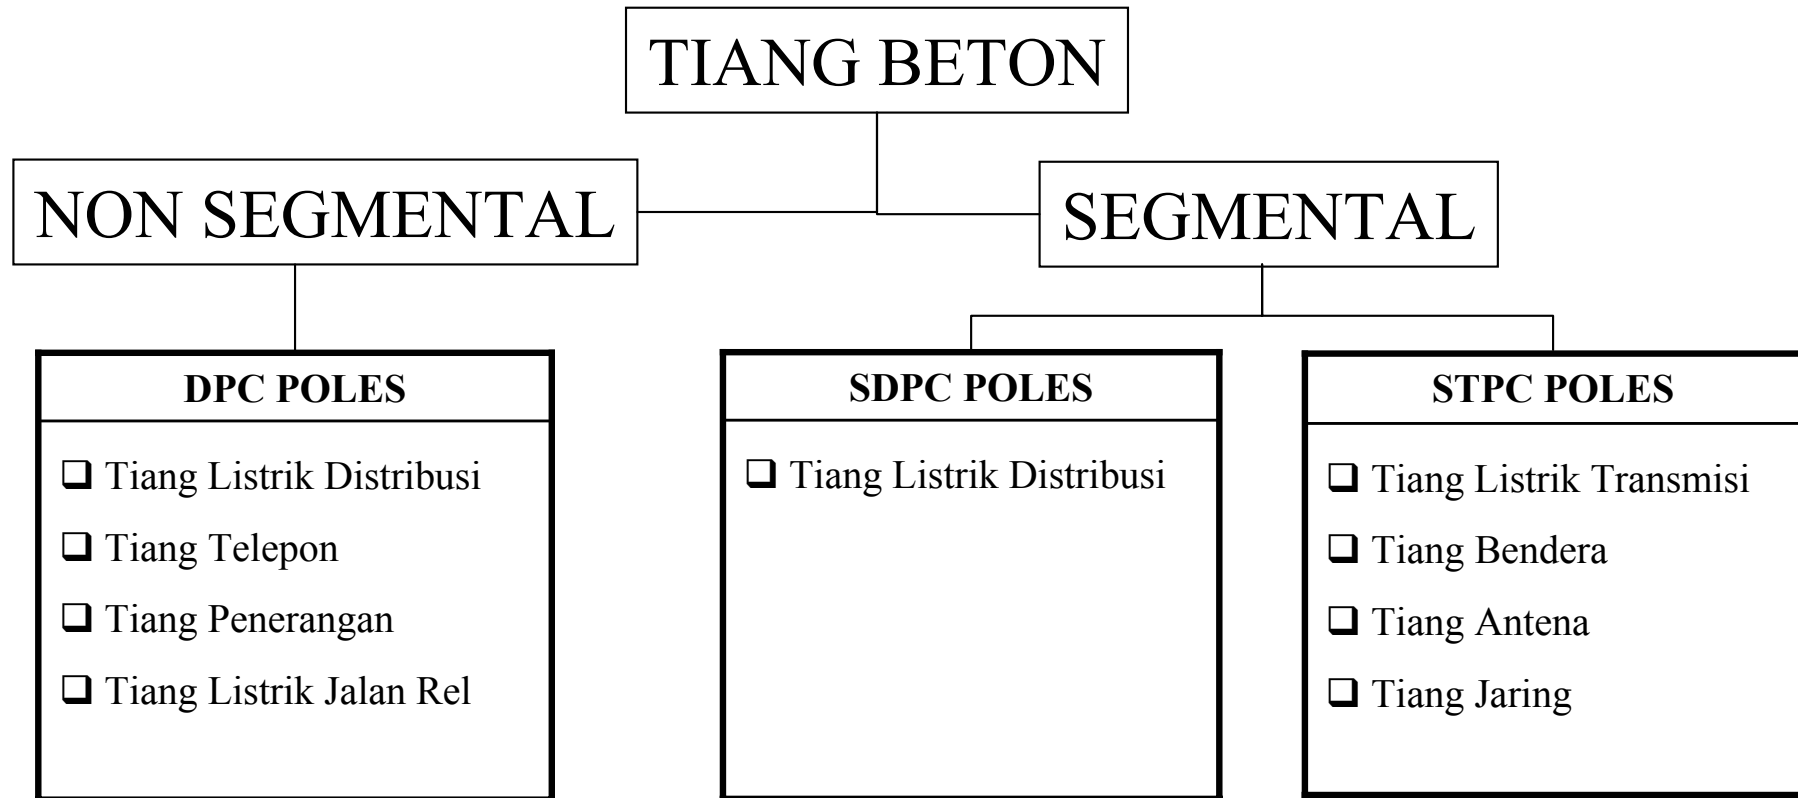 TIANG BETON
NON SEGMENTAL
SEGMENTAL
DPC POLES
❑ Tiang Listrik Distribusi
❑ Tiang Telepon
❑ Tiang Penerangan
❑ Tiang Listrik Jalan Rel
SDPC POLES
❑ Tiang Listrik Distribusi
STPC POLES
❑ Tiang Listrik Transmisi
❑ Tiang Bendera
❑ Tiang Antena
❑ Tiang Jaring